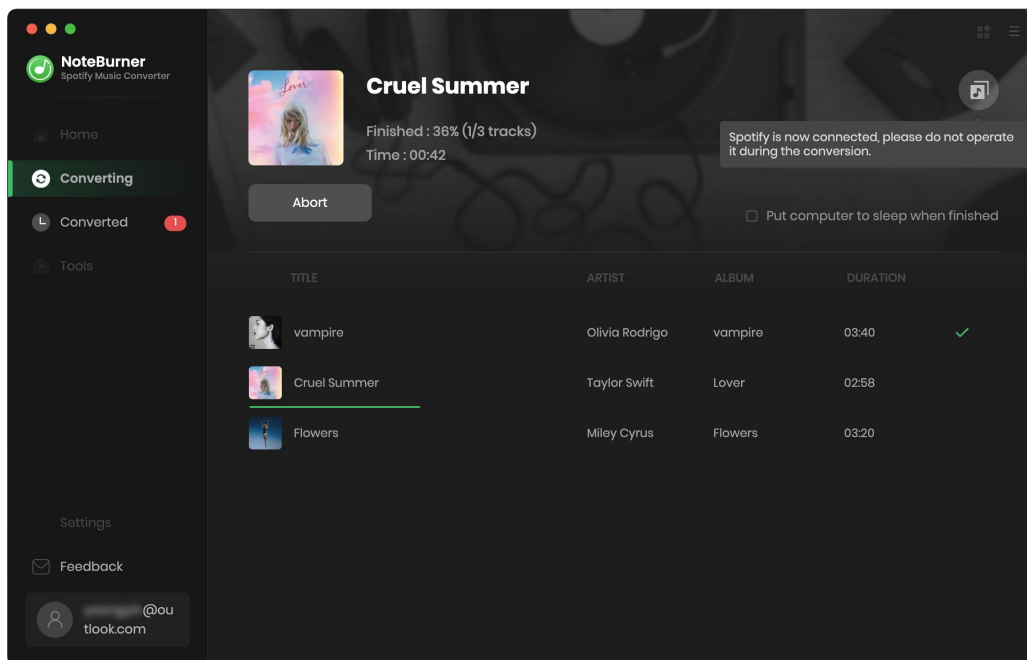 NoteBurner
Spotify Music Converter
Home
Converting
Converted 1
Tools
Settings
Feedback
@ou
tlook.com
Lover
Cruel Summer
Finished : 36% (1/3 tracks)
Time : 00:42
Abort
Spotify is now connected, please do not operate
it during the conversion.
Put computer to sleep when finished
TITLE ARTIST ALBUM DURATION
vampire Olivia Rodrigo vampire 03:40
Cruel Summer Taylor Swift Lover 02:58
Flowers Miley Cyrus Flowers 03:20